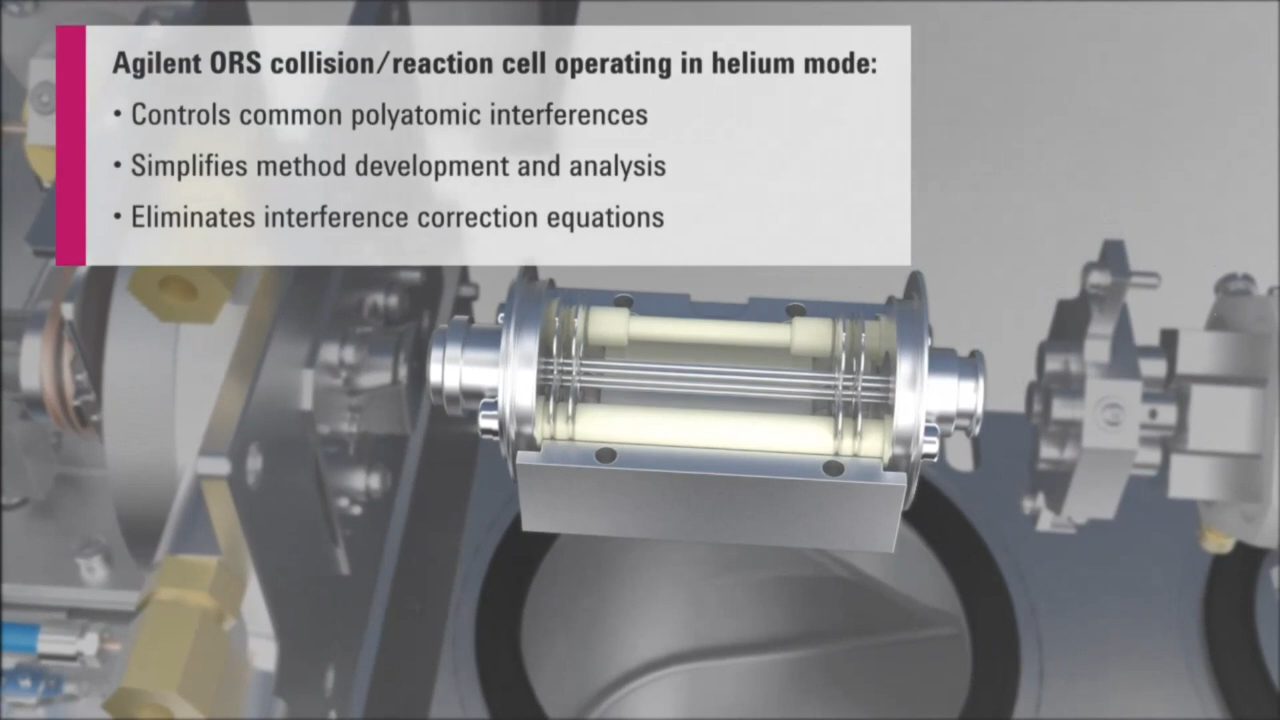 Agilent ORS collision/reaction cell operating in helium mode:
• Controls common polyatomic interferences
• Simplifies method development and analysis
• Eliminates interference correction equations